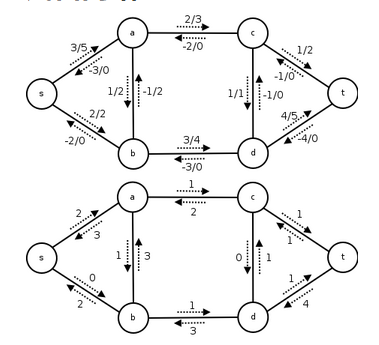 2/3
a c
-2/0
3/5 1/2
-3/0 -1/0
s 1/2 -1/2 1/1 -1/0 t
2/2 4/5
-2/0 3/4 -4/0
b d
-3/0
1
a c
2
2 1
3 1
s 1 3 0 1 t
0 1
2 1 4
b d
3